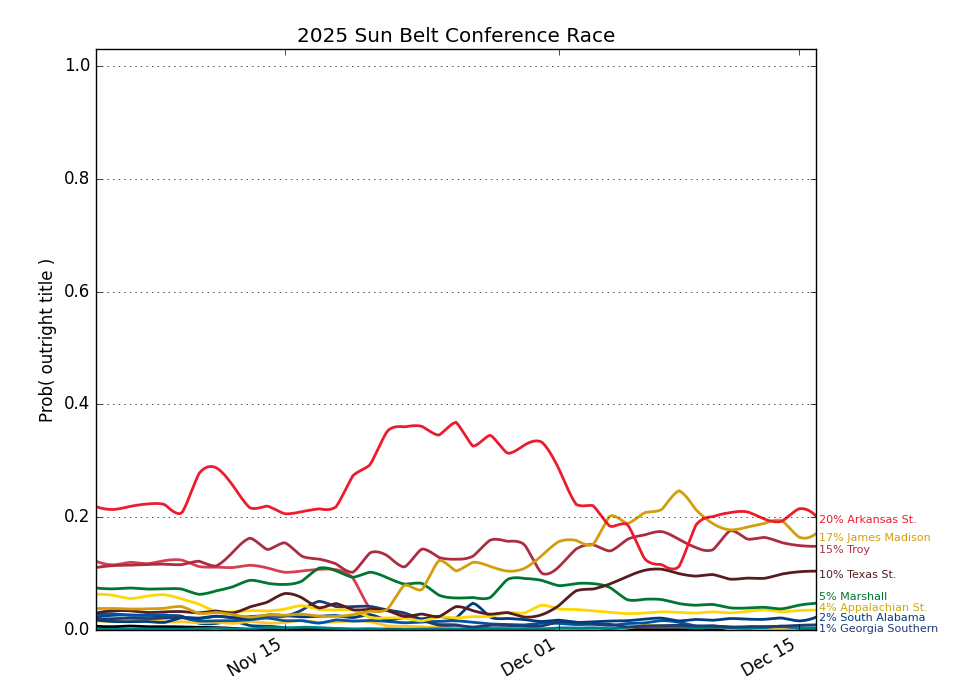 2025 Sun Belt Conference Race
Prob( outright title )
1.0
0.8
0.6
0.4
0.2
0.0
Nov 15
Dec 01
Dec 15
20% Arkansas St.
17% James Madison
15% Troy
10% Texas St.
5% Marshall
4% Appalachian St.
2% South Alabama
1% Georgia Southern